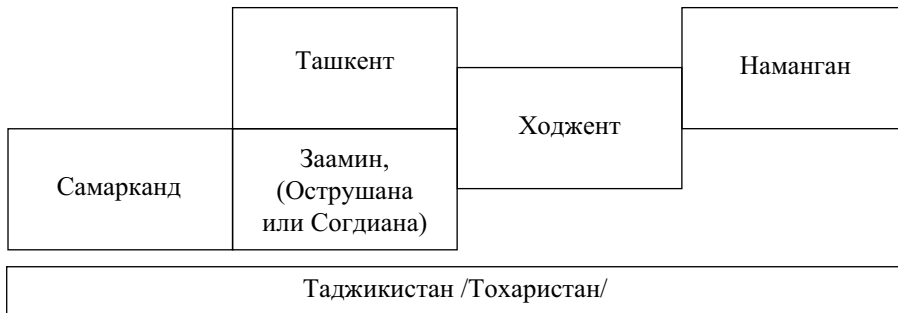 Ташкент
Наманган
Ходжент
Самарканд
Заамин,
(Острушана
или Согдиана)
Таджикистан /Тохаристан/